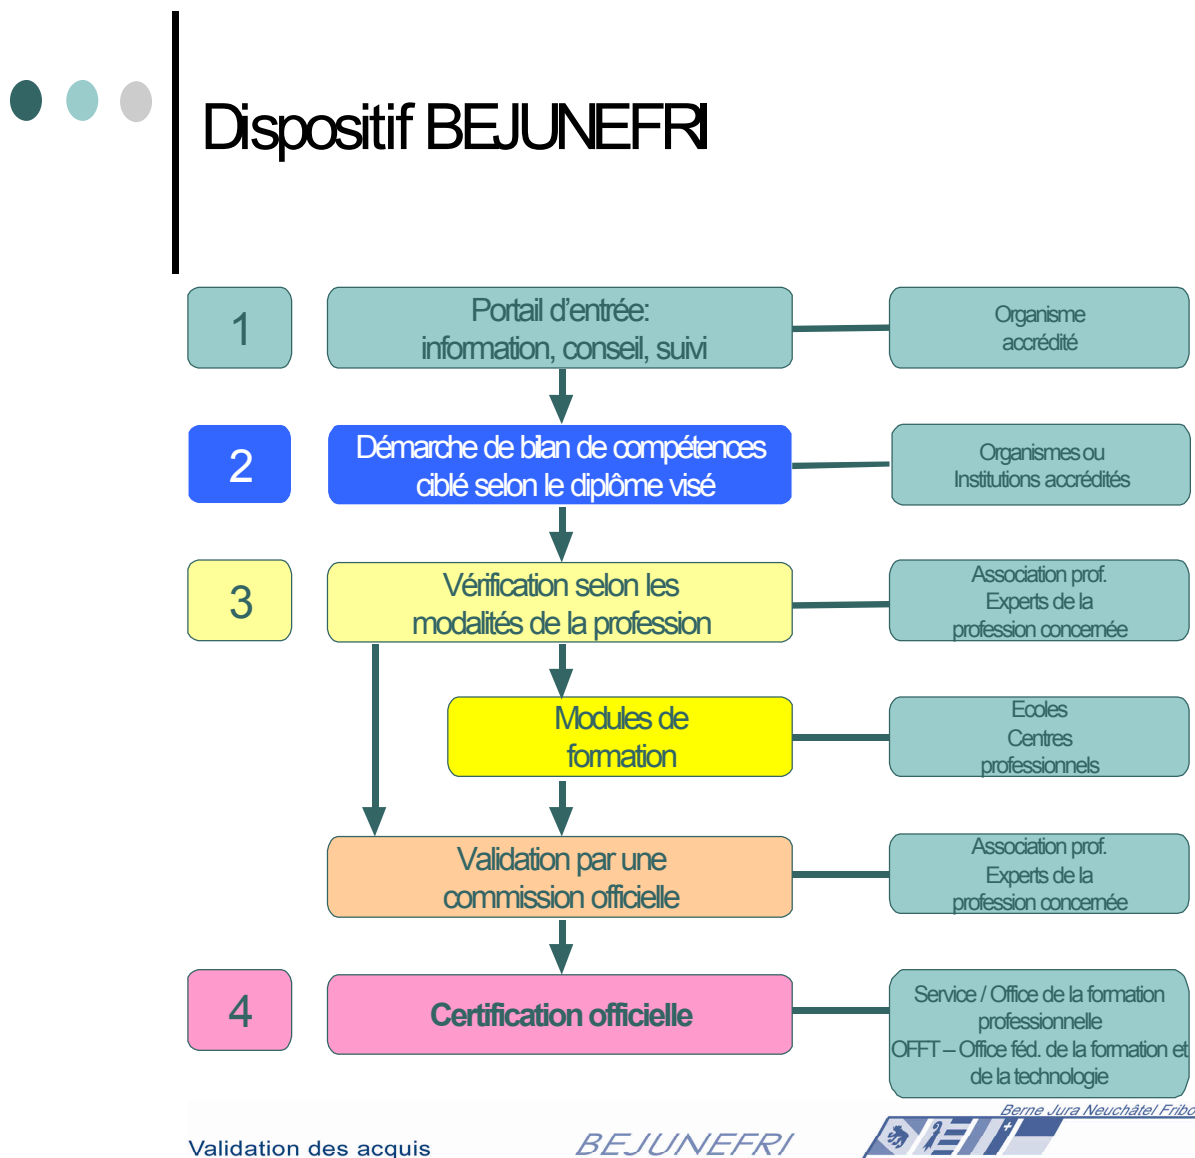 Dispositif BEJUNEFRI
1
Portail d'entrée:
information, conseil, suivi
Organisme
accrédité
2
Démarche de bilan de compétences
ciblé selon le diplôme visé
Organismes ou
Institutions accrédités
3
Vérification selon les
modalités de la profession
Association prof.
Experts de la
profession concernée
Modules de
formation
Ecoles
Centres
professionnels
Validation par une
commission officielle
Association prof.
Experts de la
profession concernée
4
Certification officielle
Service / Office de la formation
professionnelle
OFFT – Office féd. de la formation et
de la technologie
Berne Jura Neuchâtel Fribo
Validation des acquis
BEJUNEFRI